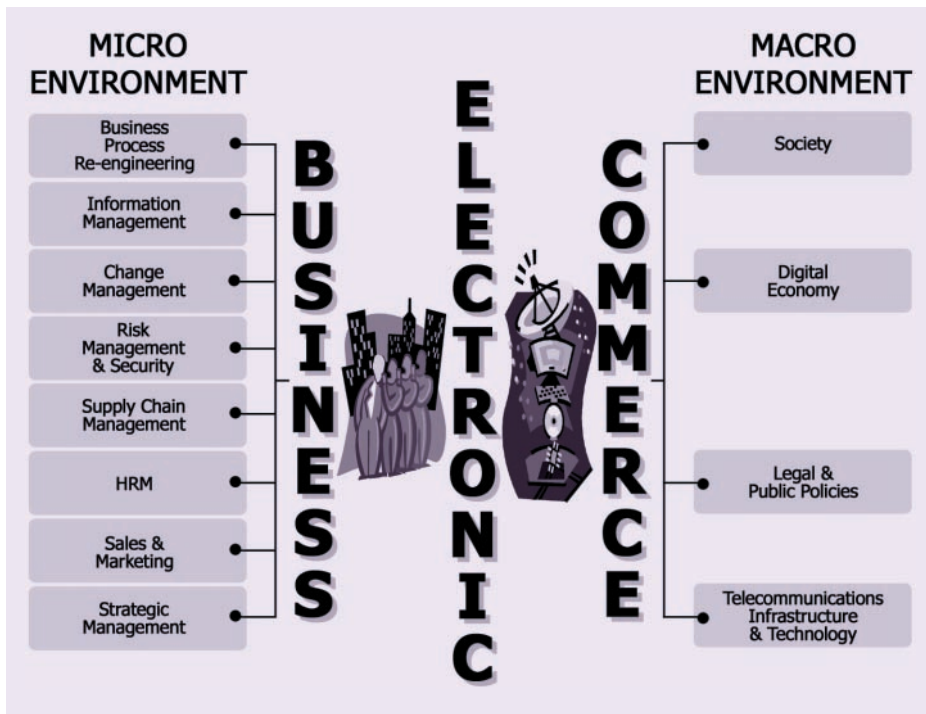 MICRO
ENVIRONMENT
Business
Process
Re-engineering
Information
Management
Change
Management
Risk
Management
& Security
Supply Chain
Management
HRM
Sales &
Marketing
Strategic
Management
BUSINESS
ELECTRONIC
COMMERCE
MACRO
ENVIRONMENT
Society
Digital
Economy
Legal &
Public Policies
Telecommunications
Infrastructure
& Technology